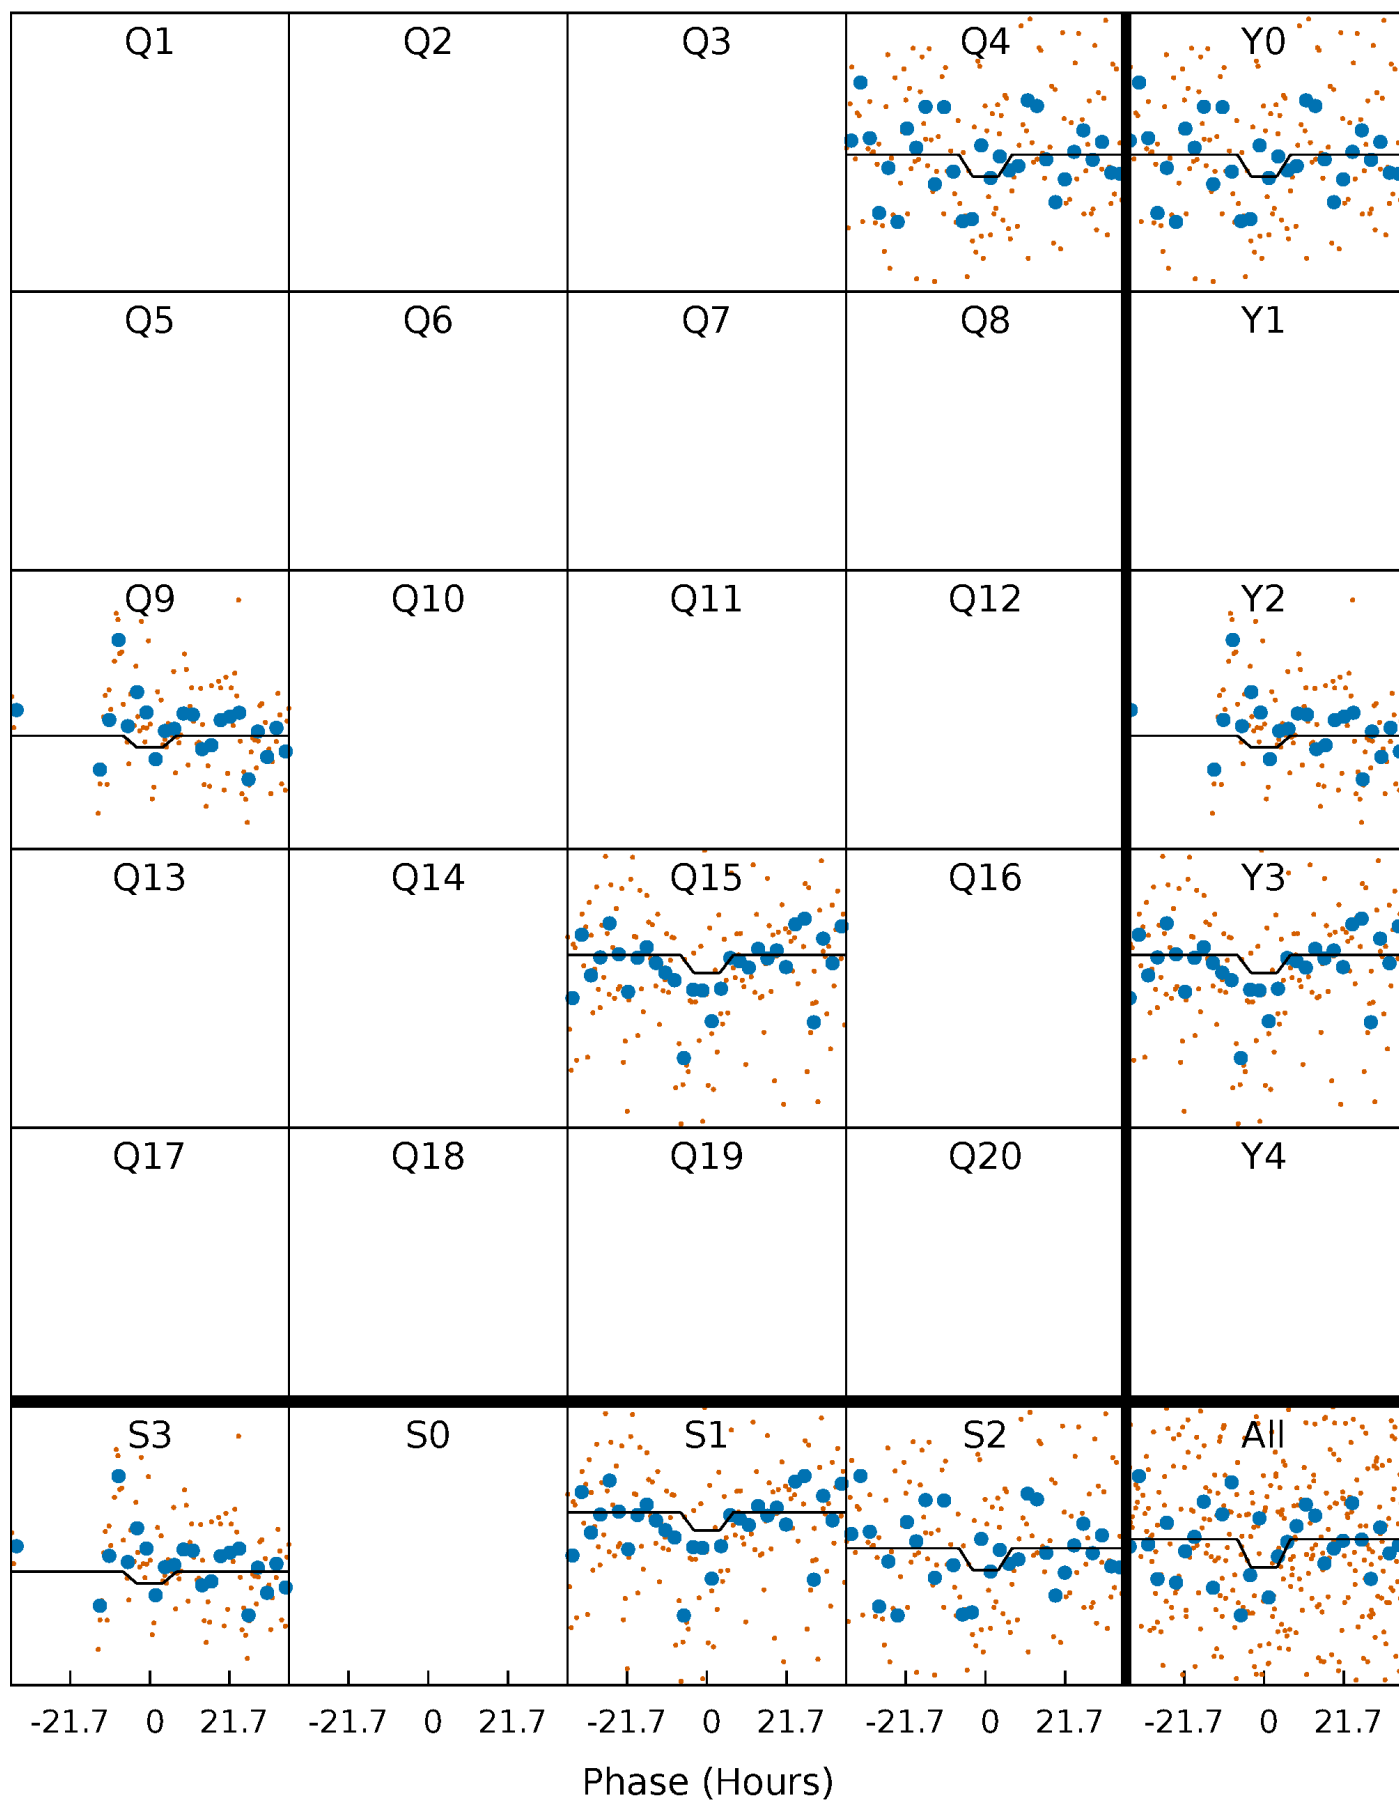 Q1 Q2 Q3 Q4 Y0
Q5 Q6 Q7 Q8 Y1
Q9 Q10 Q11 Q12 Y2
Q13 Q14 Q15 Q16 Y3
Q17 Q18 Q19 Q20 Y4
S3 S0 S1 S2 All
-21.7 0 21.7 -21.7 0 21.7 -21.7 0 21.7 -21.7 0 21.7 -21.7 0 21.7
Phase (Hours)